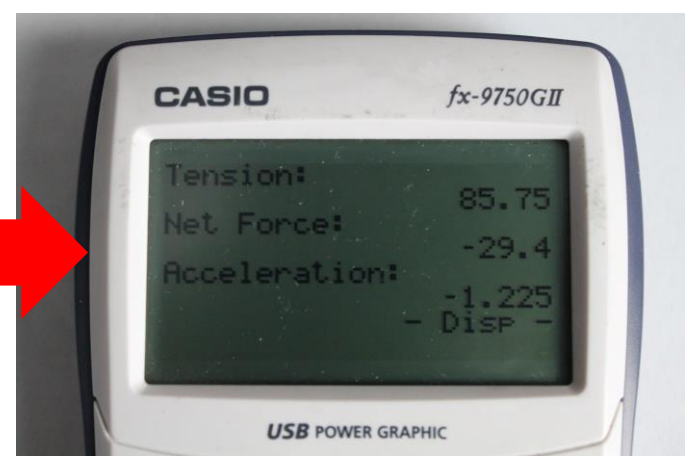 CASIO fx-9750GII
Tension:
85.75
Net Force:
-29.4
Acceleration:
-1.225
- Disp -
USB POWER GRAPHIC